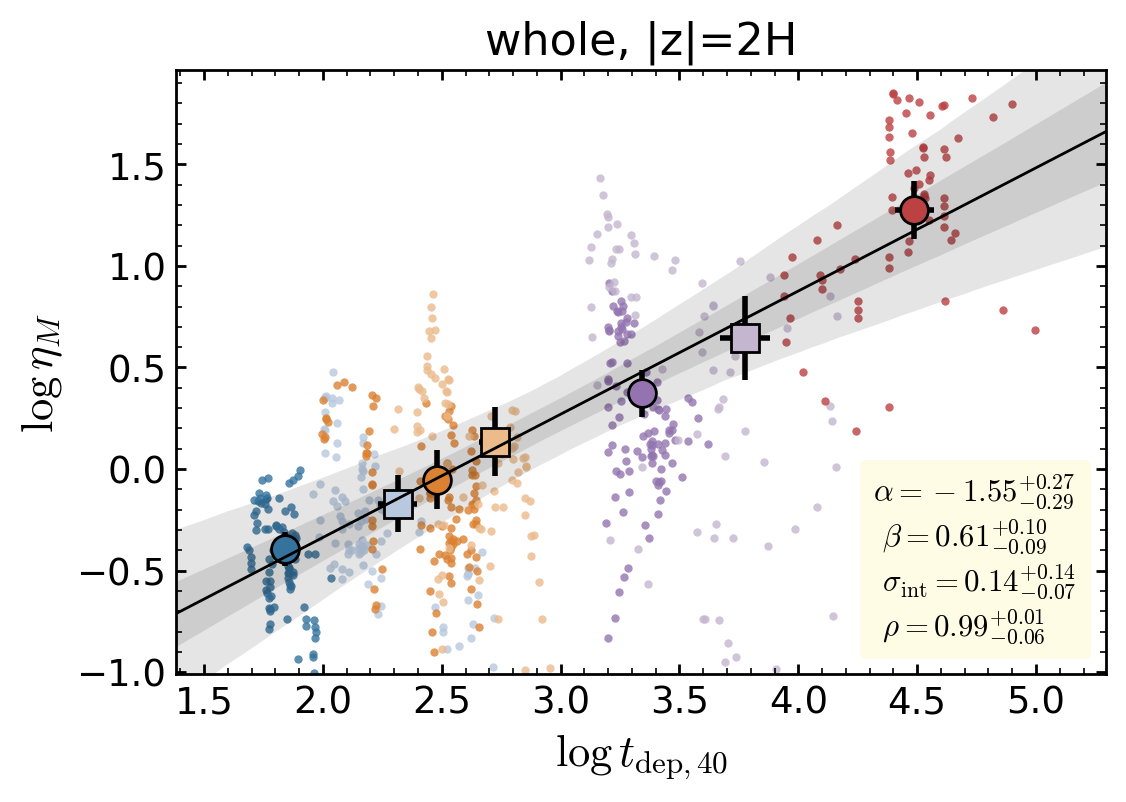 whole, |z|=2H
log η_M
1.5
1.0
0.5
0.0
−0.5
−1.0
α = −1.55^{+0.27}_{−0.29}
β = 0.61^{+0.10}_{−0.09}
σ_int = 0.14^{+0.14}_{−0.07}
ρ = 0.99^{+0.01}_{−0.06}
1.5 2.0 2.5 3.0 3.5 4.0 4.5 5.0
log t_{dep, 40}